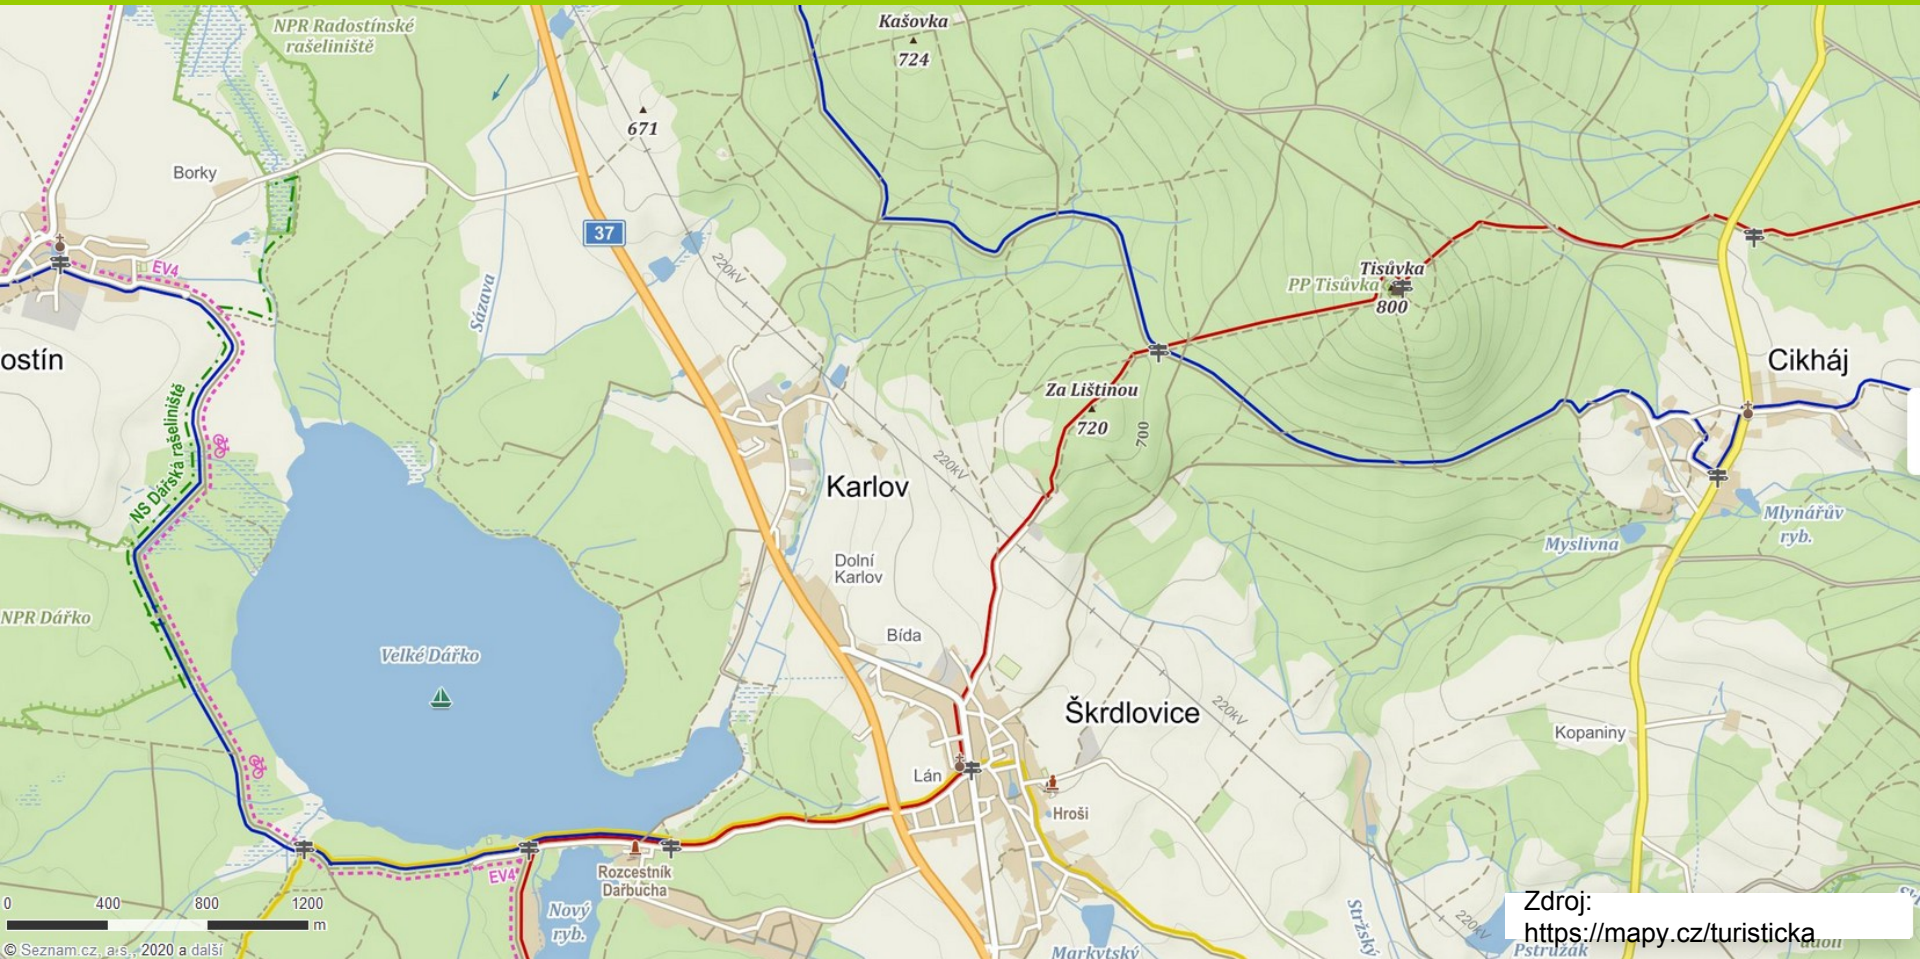 Kašovka
724
NPR Radostínské
rašeliniště
671
Borky
37
EV4
220kV
Sázava
Tisůvka
PP Tisůvka
800
ostín
Cikháj
Za Lištinou
720
700
NS Dářská rašeliniště
220kV
Karlov
Mlynářův
ryb.
Myslivna
Dolní
Karlov
NPR Dářko
Bída
Velké Dářko
Škrdlovice
220kV
Kopaniny
Lán
Hroši
EV4
Rozcestník
Darbucha
Nový
ryb.
0 400 800 1200
m
Stržský
220kV
Zdroj:
https://mapy.cz/turisticka
Markytský
Pstružák
© Seznam.cz, a.s., 2020 a další